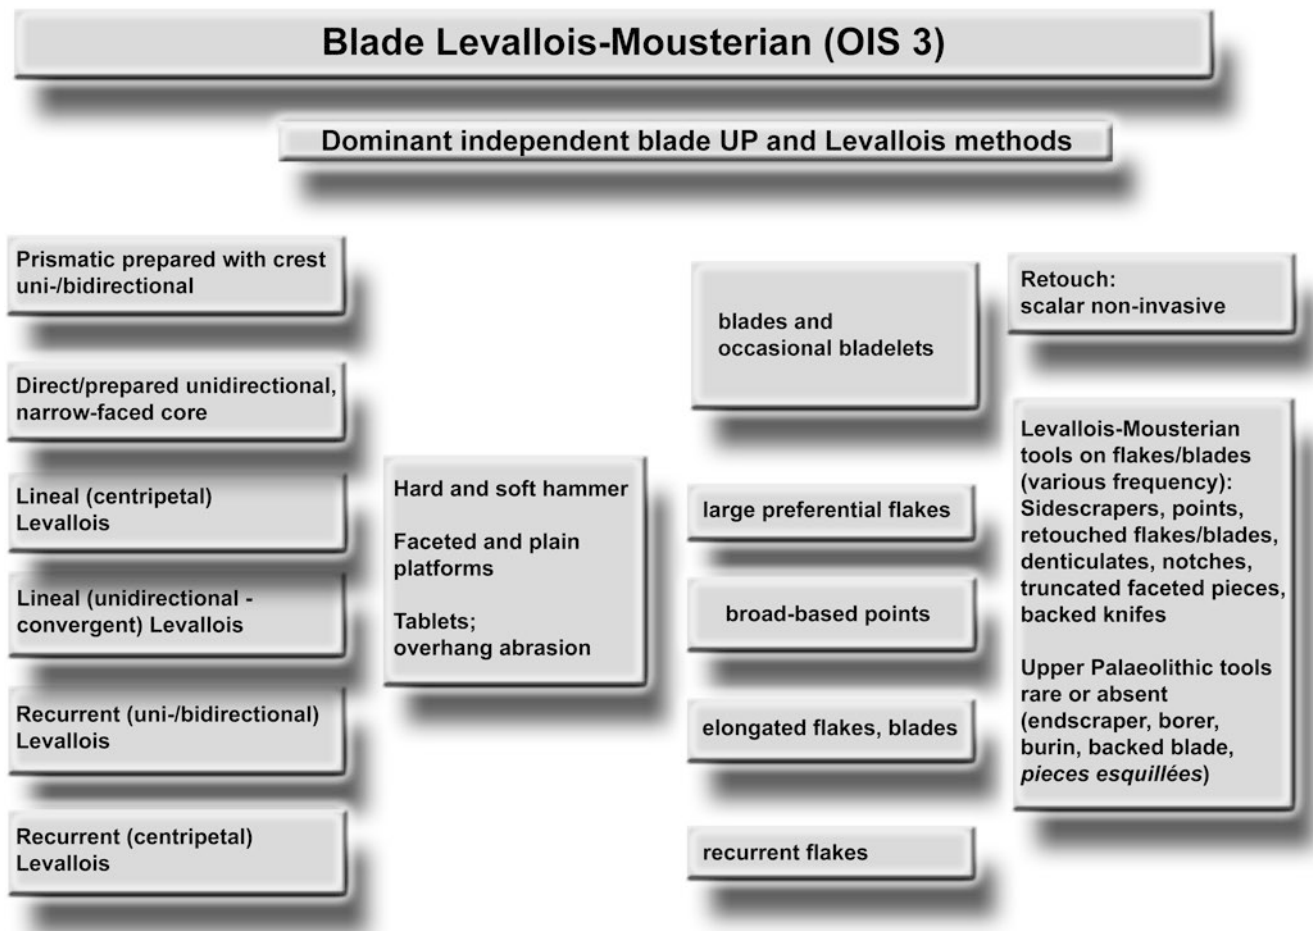 Blade Levallois-Mousterian (OIS 3)
Dominant independent blade UP and Levallois methods
Prismatic prepared with crest
uni-/bidirectional
Direct/prepared unidirectional,
narrow-faced core
Lineal (centripetal)
Levallois
Lineal (unidirectional -
convergent) Levallois
Recurrent (uni-/bidirectional)
Levallois
Recurrent (centripetal)
Levallois
Hard and soft hammer
Faceted and plain
platforms
Tablets;
overhang abrasion
blades and
occasional bladelets
large preferential flakes
broad-based points
elongated flakes, blades
recurrent flakes
Retouch:
scalar non-invasive
Levallois-Mousterian
tools on flakes/blades
(various frequency):
Sidescrapers, points,
retouched flakes/blades,
denticulates, notches,
truncated faceted pieces,
backed knifes
Upper Palaeolithic tools
rare or absent
(endscraper, borer,
burin, backed blade,
pieces esquillées)